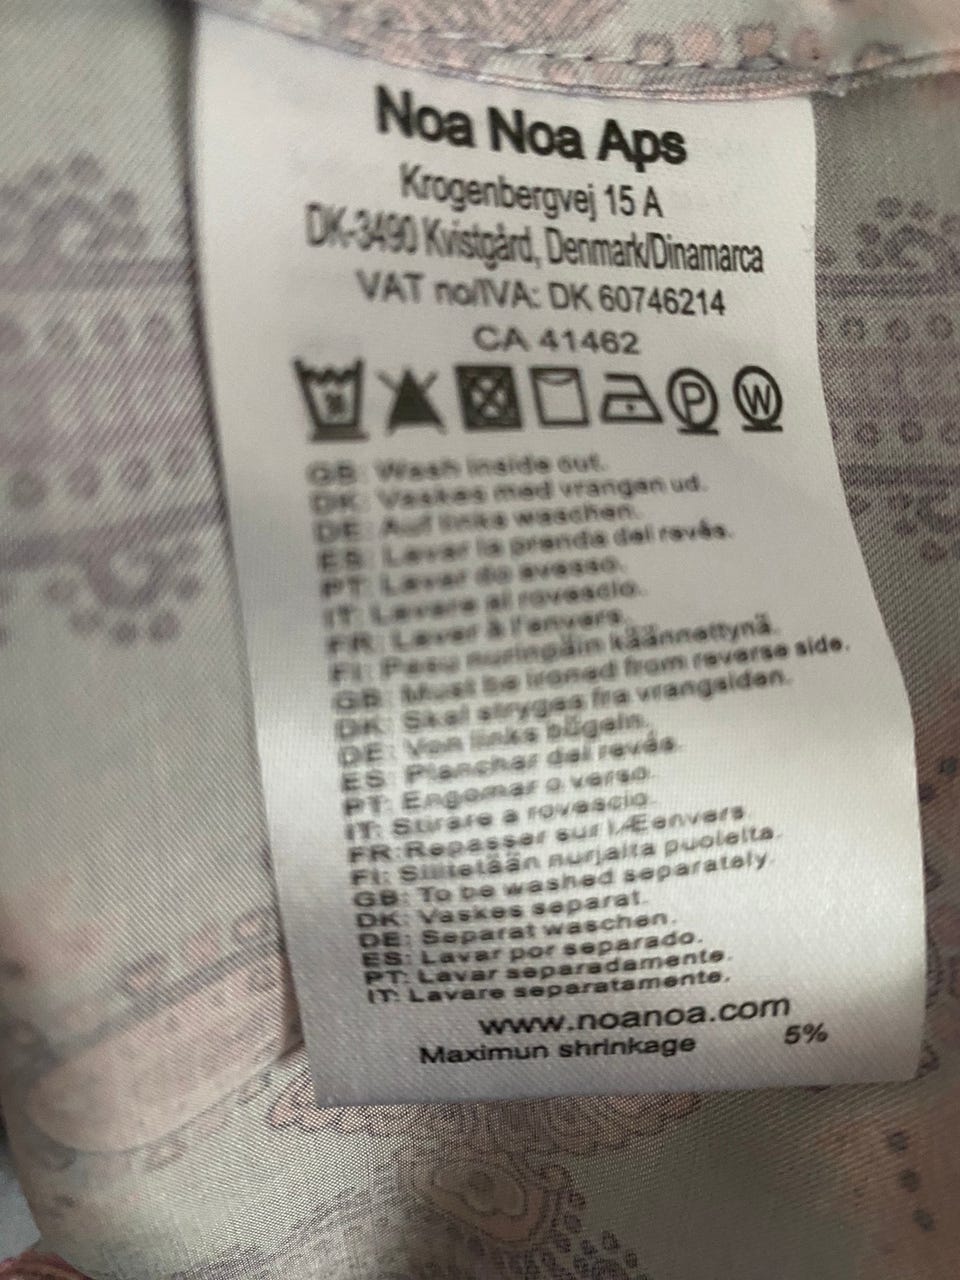 Noa Noa Aps
Krogenbergvej 15 A
DK-3490 Kvistgård, Denmark/Dinamarca
VAT no/IVA: DK 60746214
CA 41462
P W
GB: Wash inside out.
DK: Vaskes med vrangen ud.
DE: Auf links waschen.
ES: Lavar la prenda del revés.
PT: Lavar do avesso.
IT: Lavare al rovescio.
FR: Laver à l'envers.
FI: Pesu nurinpäin käännettynä.
GB: Must be ironed from reverse side.
DK: Skal stryges fra vrangsiden.
DE: Von links bügeln.
ES: Planchar del revés.
PT: Engomar o verso.
IT: Stirare a rovescio.
FR: Repasser sur LÆenvers
FI: Siilitelään nurjalta puolelta.
GB: To be washed separately.
DK: Vaskes separat.
DE: Separat waschen.
ES: Lavar por separado.
PT: Lavar separadamente.
IT: Lavare separatamente.
www.noanoa.com
Maximun shrinkage 5%